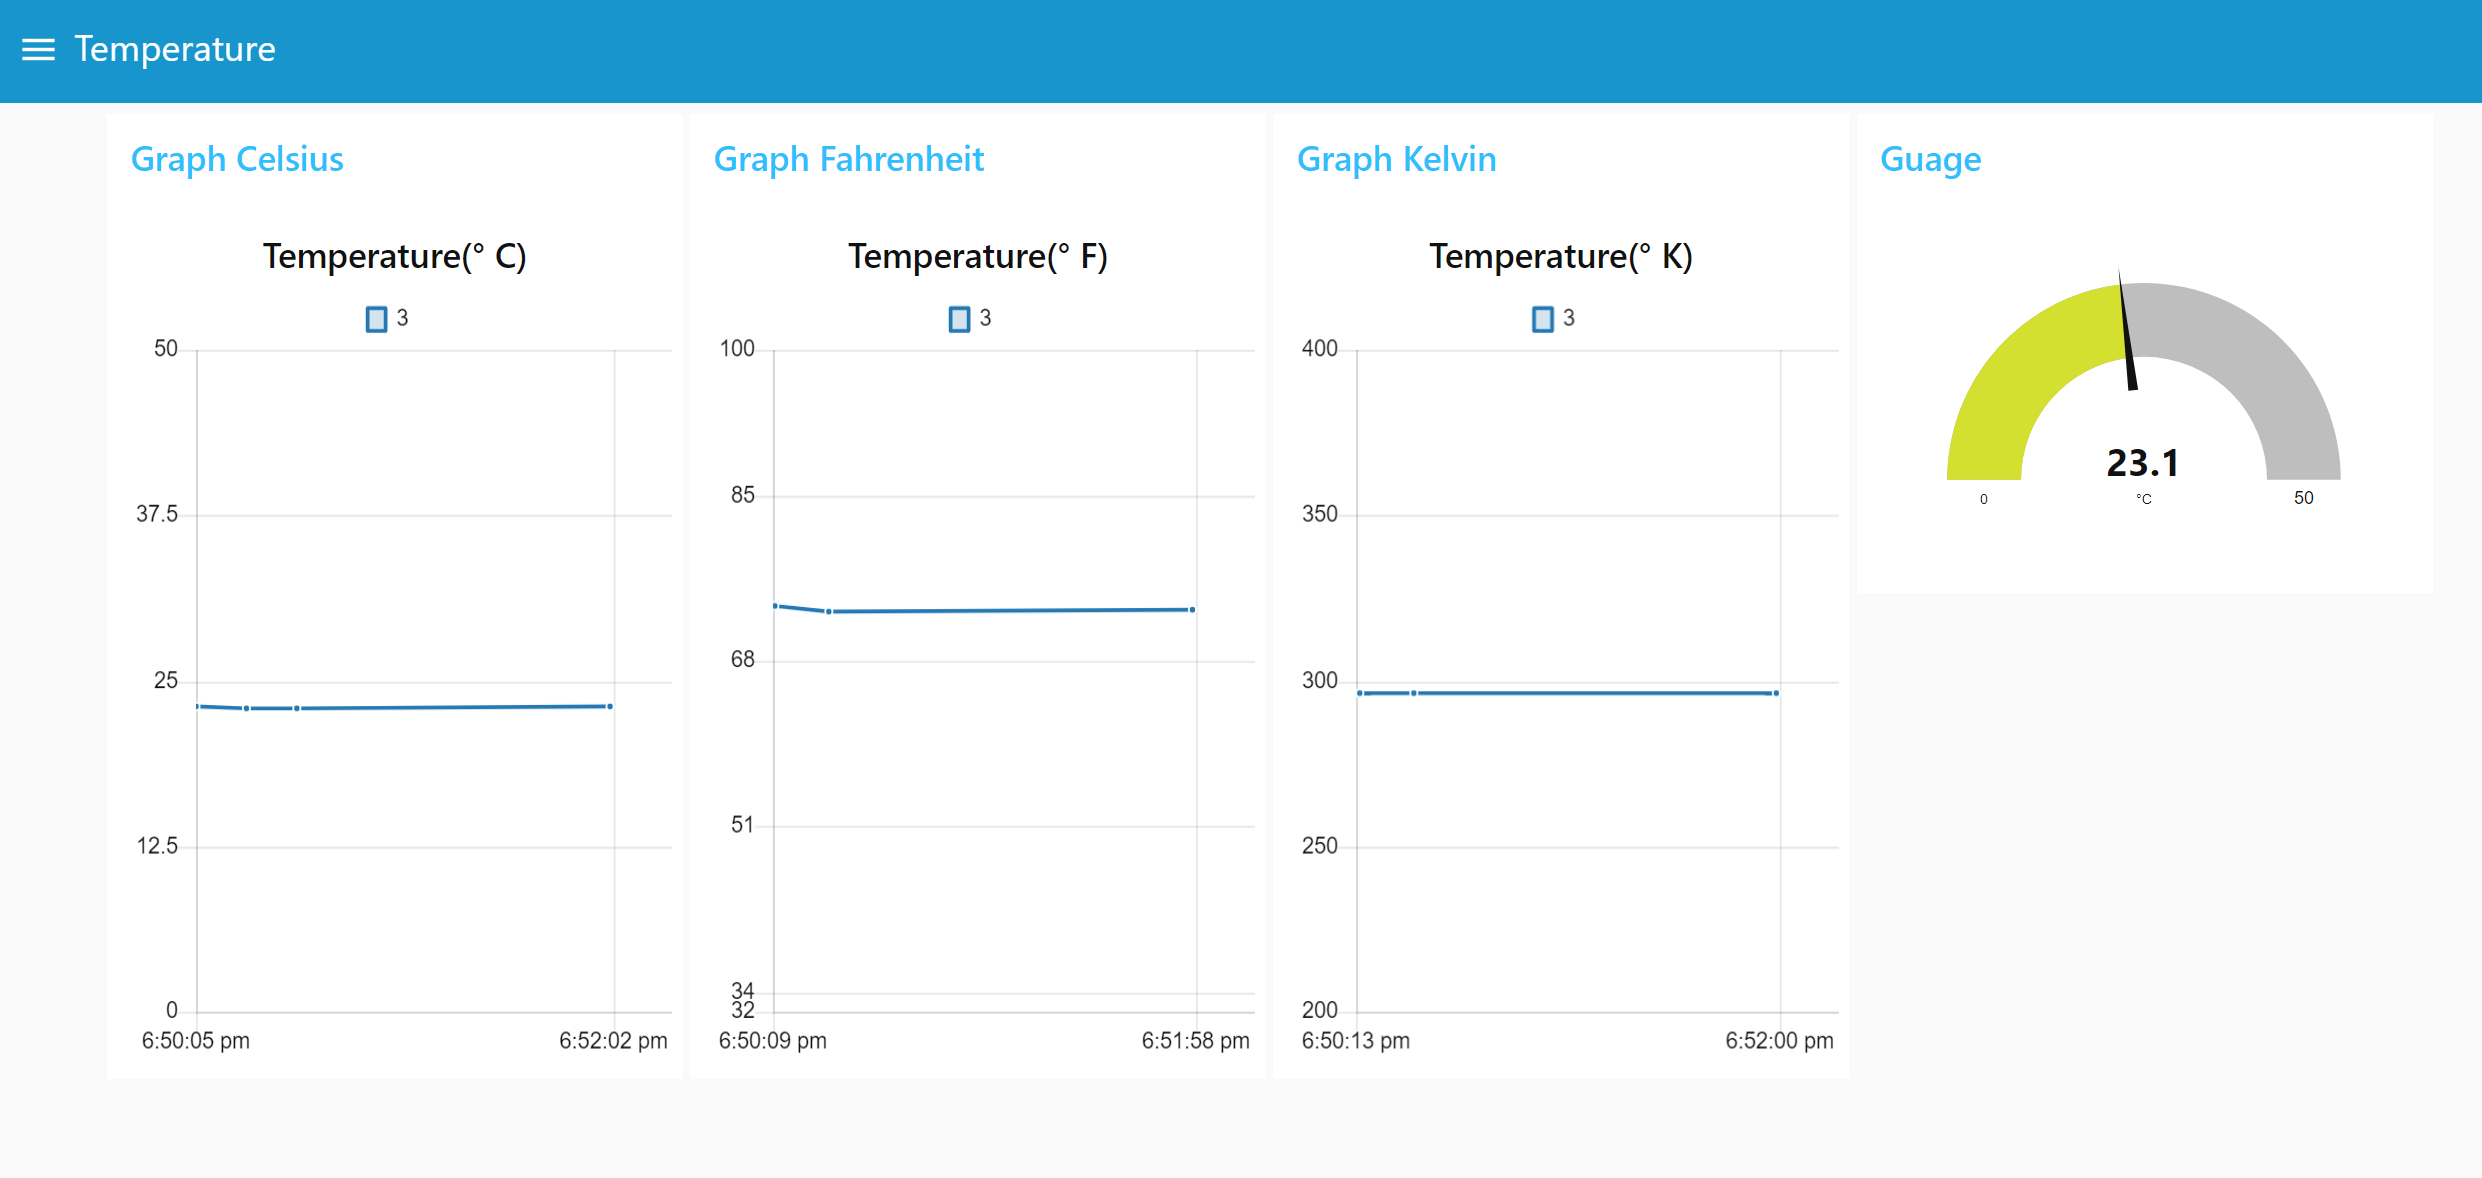 Temperature
Graph Celsius
Temperature(° C)
3
50
37.5
25
12.5
0
6:50:05 pm 6:52:02 pm
Graph Fahrenheit
Temperature(° F)
3
100
85
68
51
34
32
6:50:09 pm 6:51:58 pm
Graph Kelvin
Temperature(° K)
3
400
350
300
250
200
6:50:13 pm 6:52:00 pm
Guage
23.1
0 °C 50